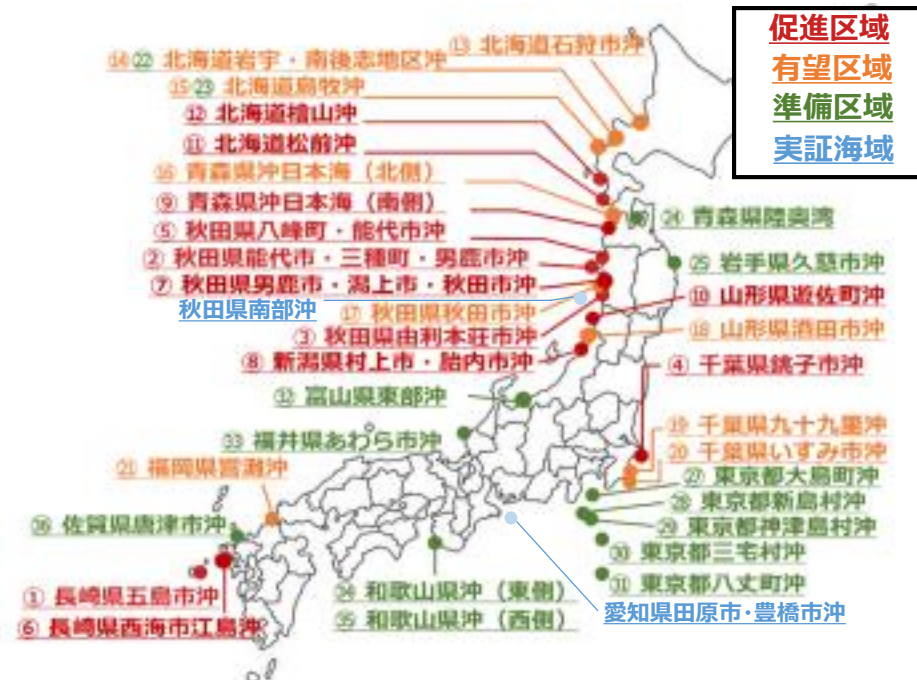 促進区域
有望区域
準備区域
実証海域
⑬ 北海道石狩市沖
⑭㉒ 北海道岩宇・南後志地区沖
⑮㉓ 北海道島牧沖
⑫ 北海道檜山沖
⑪ 北海道松前沖
⑯ 青森県沖日本海（北側）
⑨ 青森県沖日本海（南側）
⑤ 秋田県八峰町・能代市沖
② 秋田県能代市・三種町・男鹿市沖
⑦ 秋田県男鹿市・潟上市・秋田市沖
秋田県南部沖
⑰ 秋田県秋田市沖
③ 秋田県由利本荘市沖
⑧ 新潟県村上市・胎内市沖
㉜ 富山県東部沖
㉝ 福井県あわら市沖
㉑ 福岡県響灘沖
㊱ 佐賀県唐津市沖
① 長崎県五島市沖
⑥ 長崎県西海市江島沖
㉔ 青森県陸奥湾
㉕ 岩手県久慈市沖
⑩ 山形県遊佐町沖
⑱ 山形県酒田市沖
④ 千葉県銚子市沖
⑲ 千葉県九十九里沖
⑳ 千葉県いすみ市沖
㉗ 東京都大島町沖
㉘ 東京都新島村沖
㉙ 東京都神津島村沖
㉚ 東京都三宅村沖
㉛ 東京都八丈町沖
愛知県田原市・豊橋市沖
㉞ 和歌山県沖（東側）
㉟ 和歌山県沖（西側）